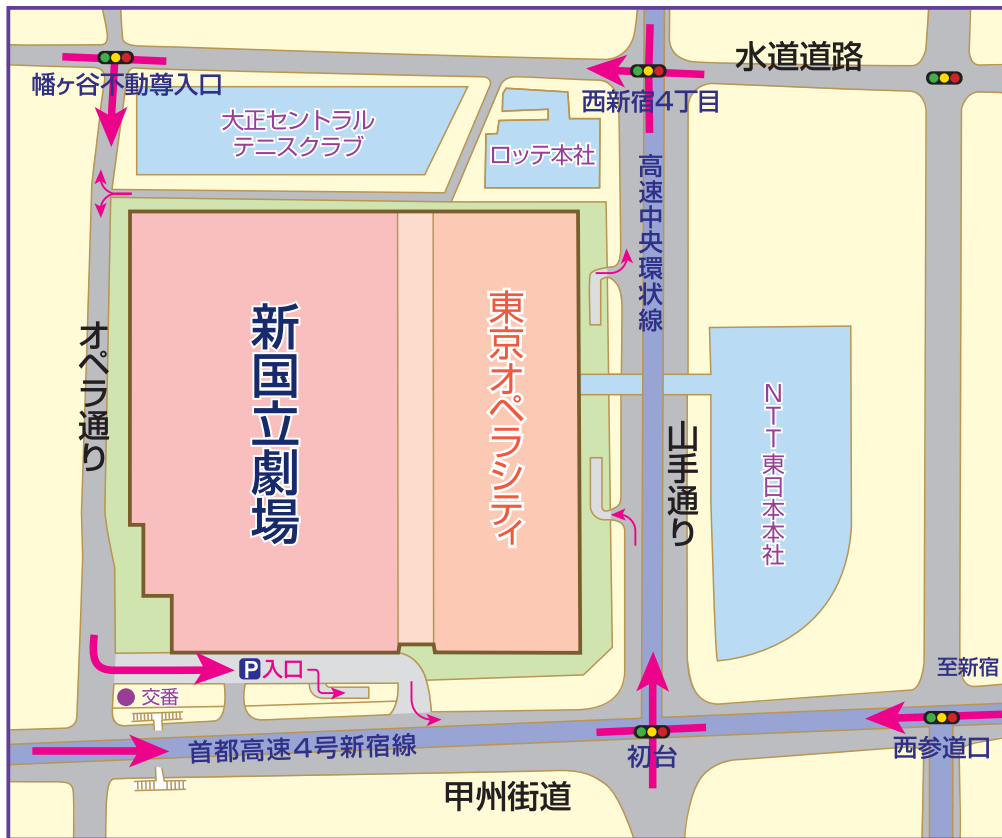 水道道路
幡ヶ谷不動尊入口
西新宿4丁目
大正セントラル
テニスクラブ
ロッテ本社
高速中央環状線
オペラ通り
新国立劇場
東京オペラシティ
山手通り
NTT東日本本社
P入口
交番
至新宿
首都高速4号新宿線
初台
西参道口
甲州街道